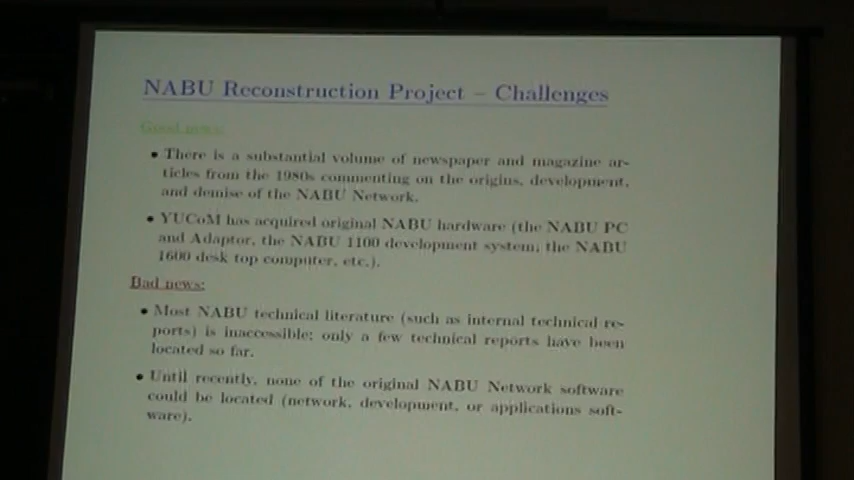 NABU Reconstruction Project – Challenges
Good news:
• There is a substantial volume of newspaper and magazine ar-
ticles from the 1980s commenting on the origins, development,
and demise of the NABU Network.
• YUCoM has acquired original NABU hardware (the NABU PC
and Adaptor, the NABU 1100 development system, the NABU
1600 desk top computer, etc.).
Bad news:
• Most NABU technical literature (such as internal technical re-
ports) is inaccessible; only a few technical reports have been
located so far.
• Until recently, none of the original NABU Network software
could be located (network, development, or applications soft-
ware).